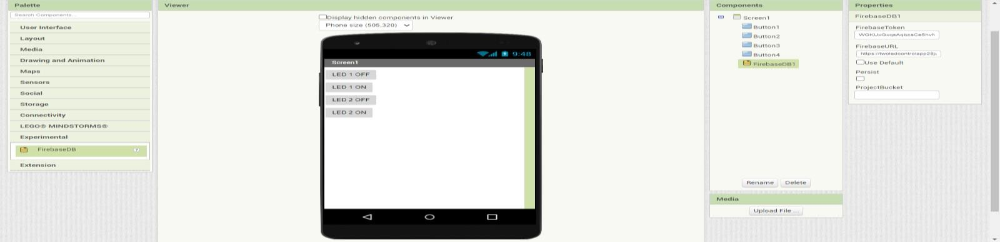 Palette
Search Components...
User Interface
Layout
Media
Drawing and Animation
Maps
Sensors
Social
Storage
Connectivity
LEGO® MINDSTORMS®
Experimental
FirebaseDB ?
Extension
Viewer
Display hidden components in Viewer
Phone size (505,320)
9:48
Screen1
LED 1 OFF
LED 1 ON
LED 2 OFF
LED 2 ON
Components
Screen1
Button1
Button2
Button3
Button4
FirebaseDB1
Rename Delete
Media
Upload File ...
Properties
FirebaseDB1
FirebaseToken
FirebaseURL
Use Default
Persist
ProjectBucket